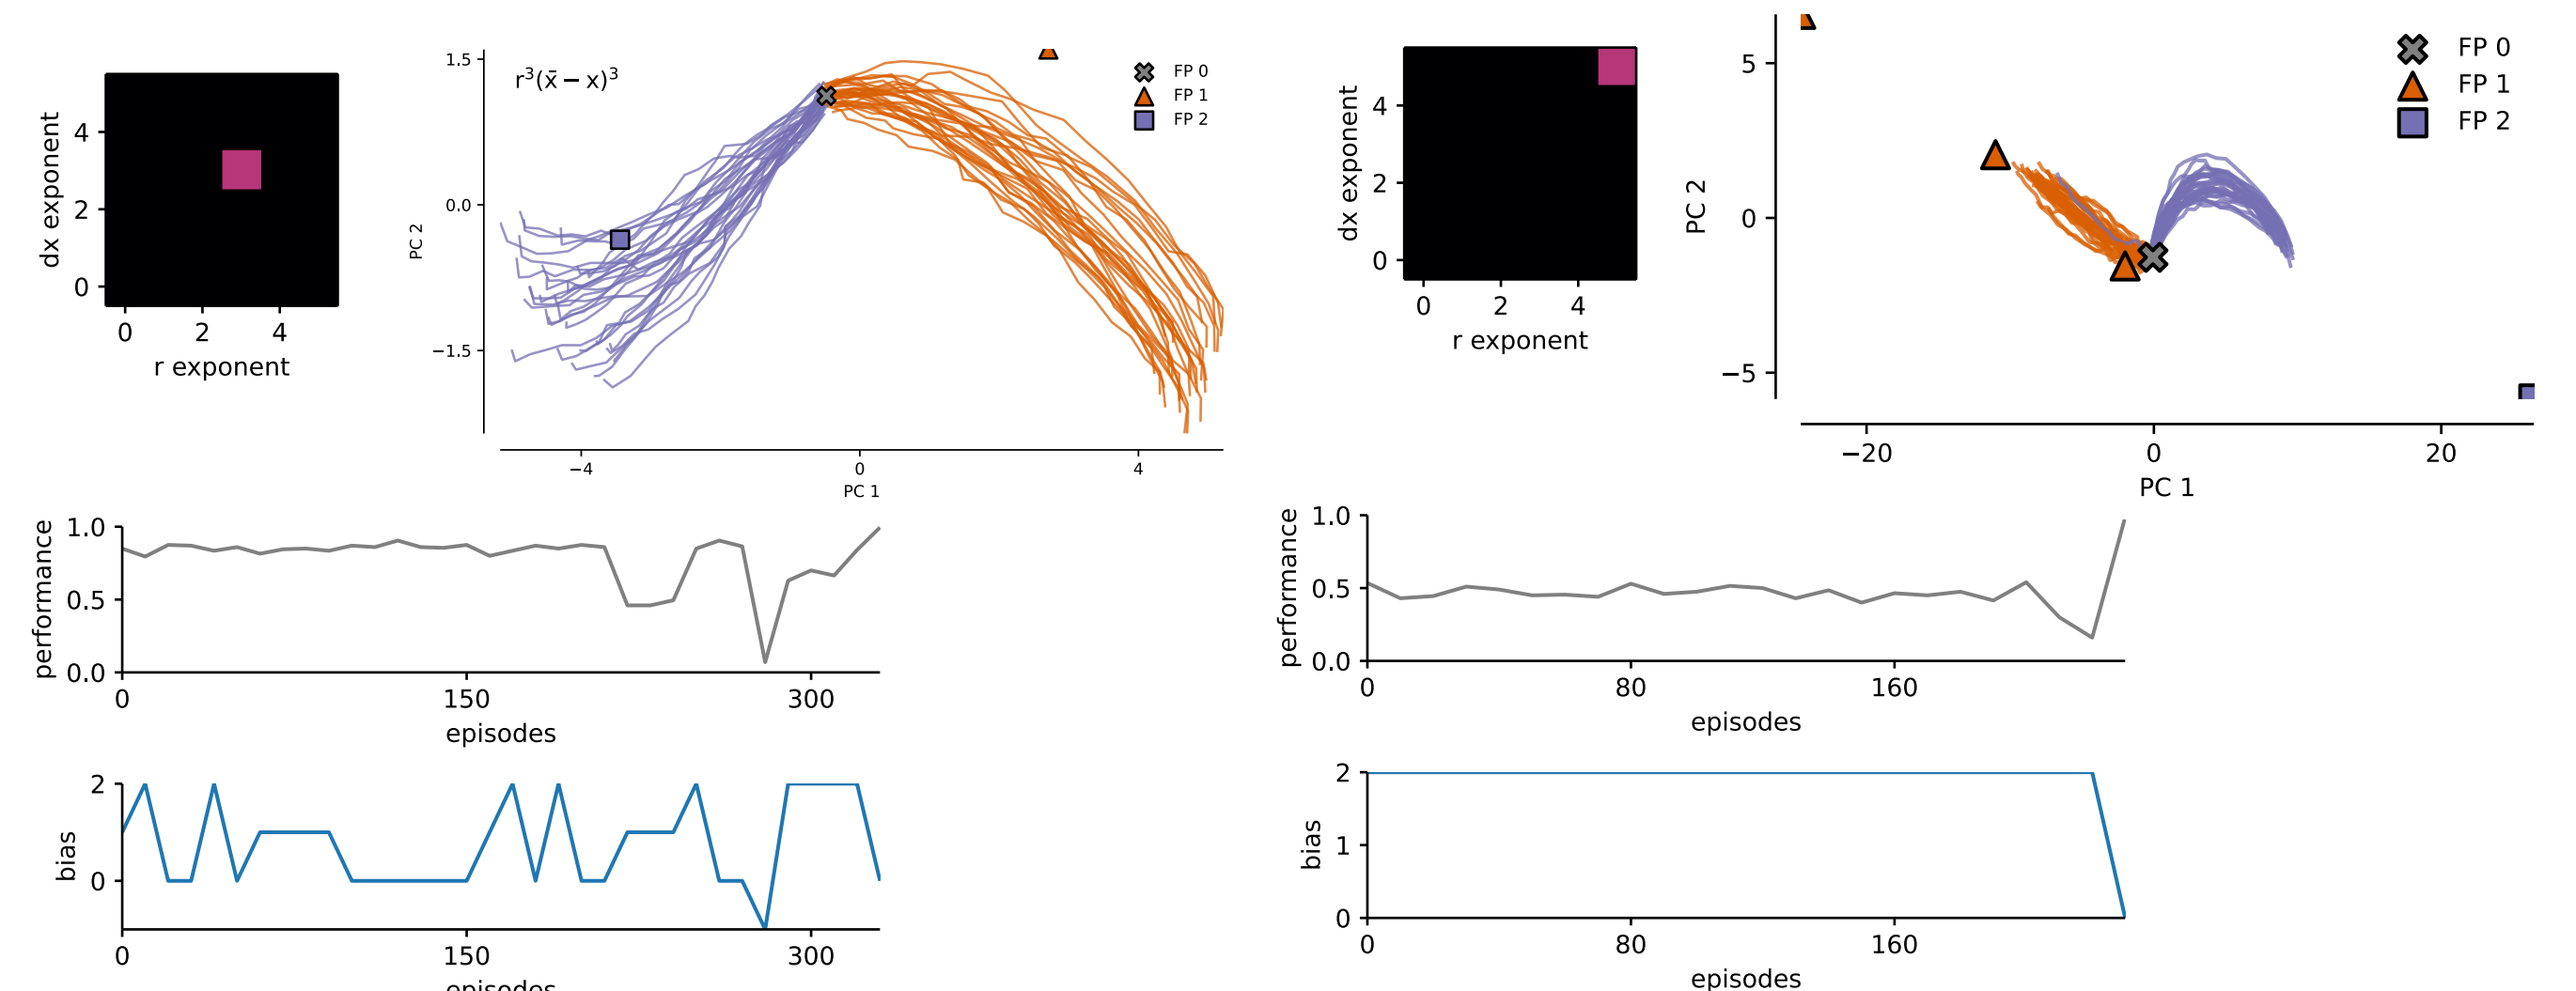 dx exponent
4
2
0
0 2 4
r exponent
r³(x̄ − x)³
PC 2
1.5
0.0
−1.5
−4 0 4
PC 1
FP 0
FP 1
FP 2
dx exponent
4
2
0
0 2 4
r exponent
PC 2
5
0
−5
−20 0 20
PC 1
FP 0
FP 1
FP 2
performance
1.0
0.5
0.0
0 150 300
episodes
performance
1.0
0.5
0.0
0 80 160
episodes
bias
2
0
0 150 300
episodes
bias
2
1
0
0 80 160
episodes